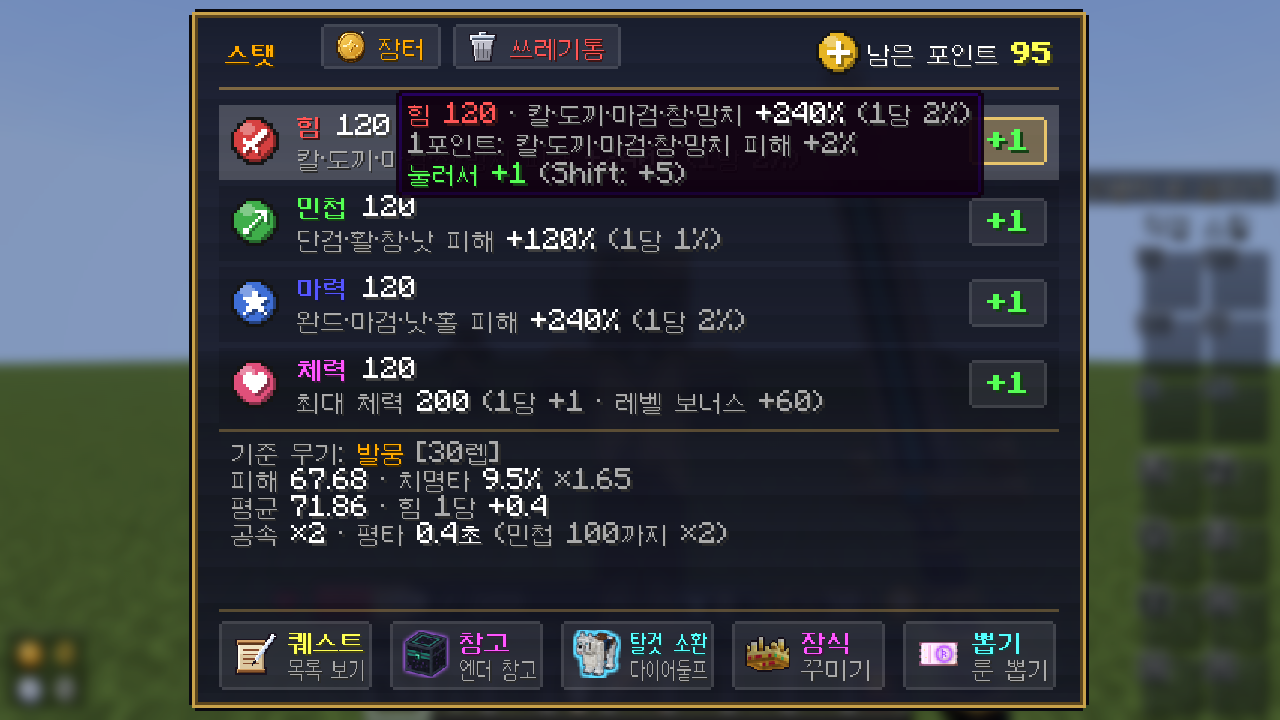 스탯
장터
쓰레기통
남은 포인트 95
힘 120
칼·도끼·마
힘 120 · 칼·도끼·마검·창·망치 +240% (1당 2%)
1포인트: 칼·도끼·마검·창·망치 피해 +2%
눌러서 +1 (Shift: +5)
+1
민첩 120
단검·활·창·낫 피해 +120% (1당 1%)
+1
마력 120
완드·마검·낫·홀 피해 +240% (1당 2%)
+1
체력 120
최대 체력 200 (1당 +1 · 레벨 보너스 +60)
+1
기준 무기: 발뭉 [30렙]
피해 67.68 · 치명타 9.5% ×1.65
평균 71.86 · 힘 1당 +0.4
공속 ×2 · 평타 0.4초 (민첩 100까지 ×2)
퀘스트
목록 보기
창고
엔더 창고
탈것 소환
다이어울프
장식
꾸미기
뽑기
룬 뽑기